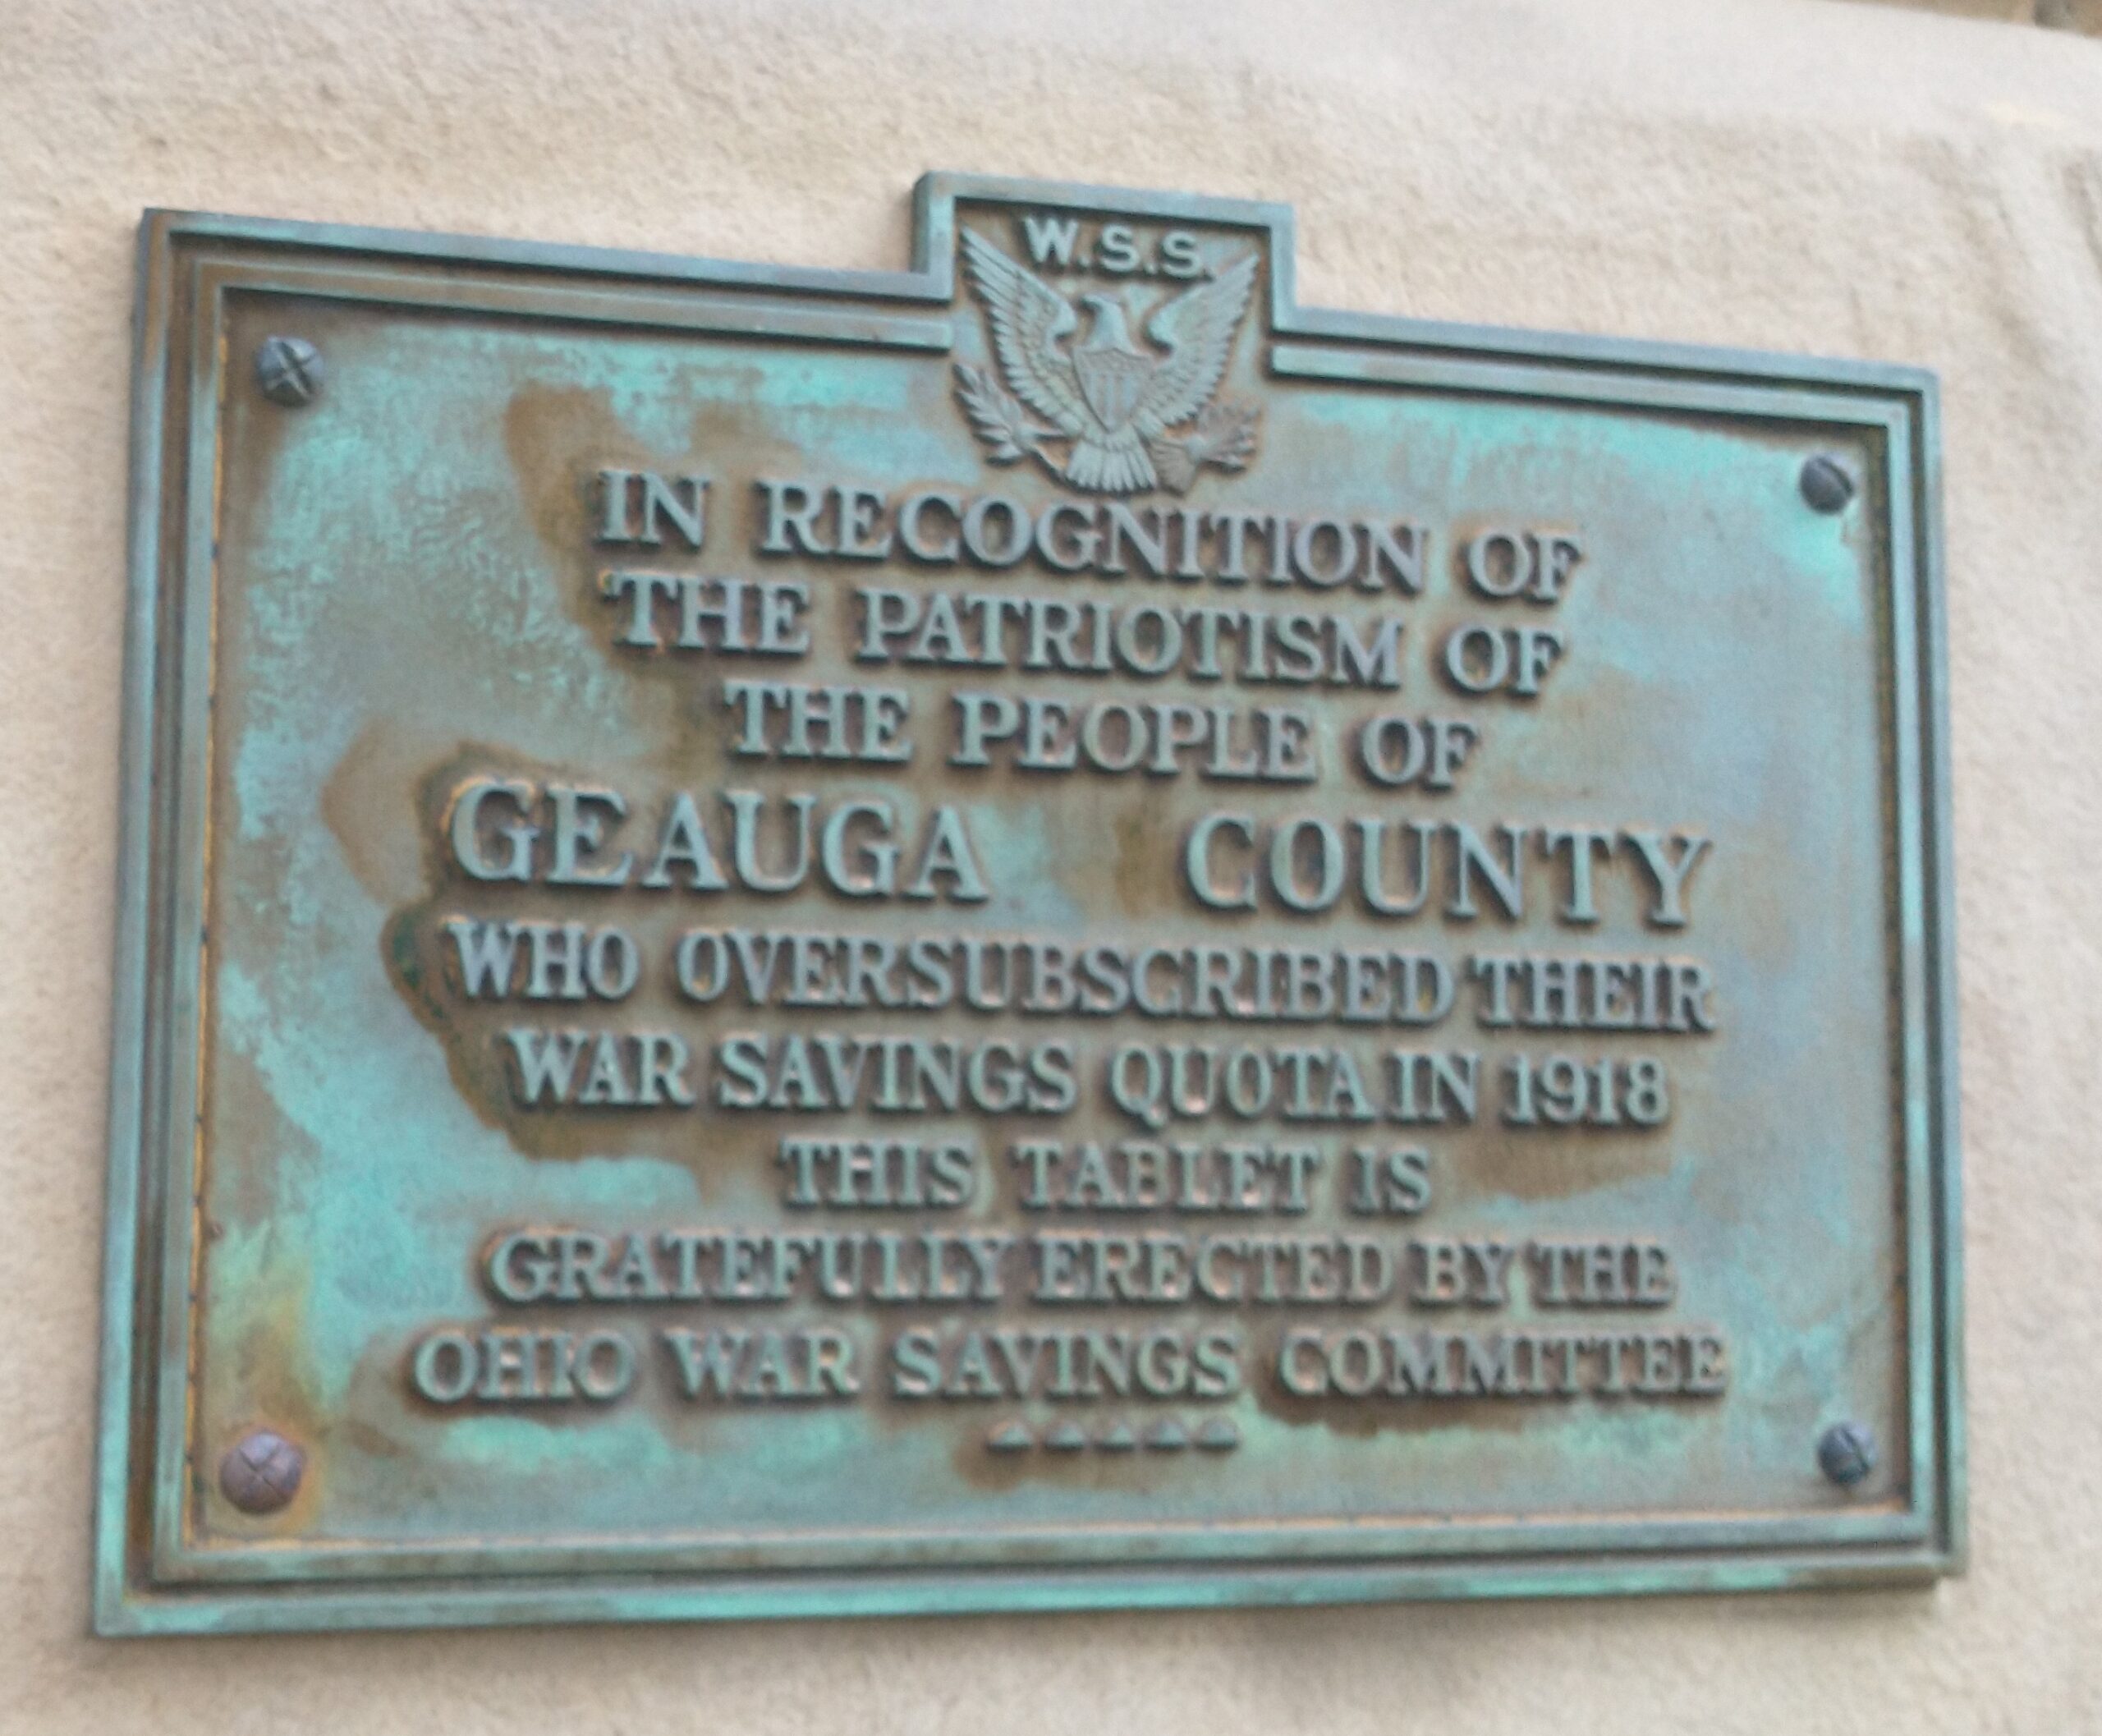 W.S.S.
IN RECOGNITION OF
THE PATRIOTISM OF
THE PEOPLE OF
GEAUGA COUNTY
WHO OVERSUBSCRIBED THEIR
WAR SAVINGS QUOTA IN 1918
THIS TABLET IS
GRATEFULLY ERECTED BY THE
OHIO WAR SAVINGS COMMITTEE